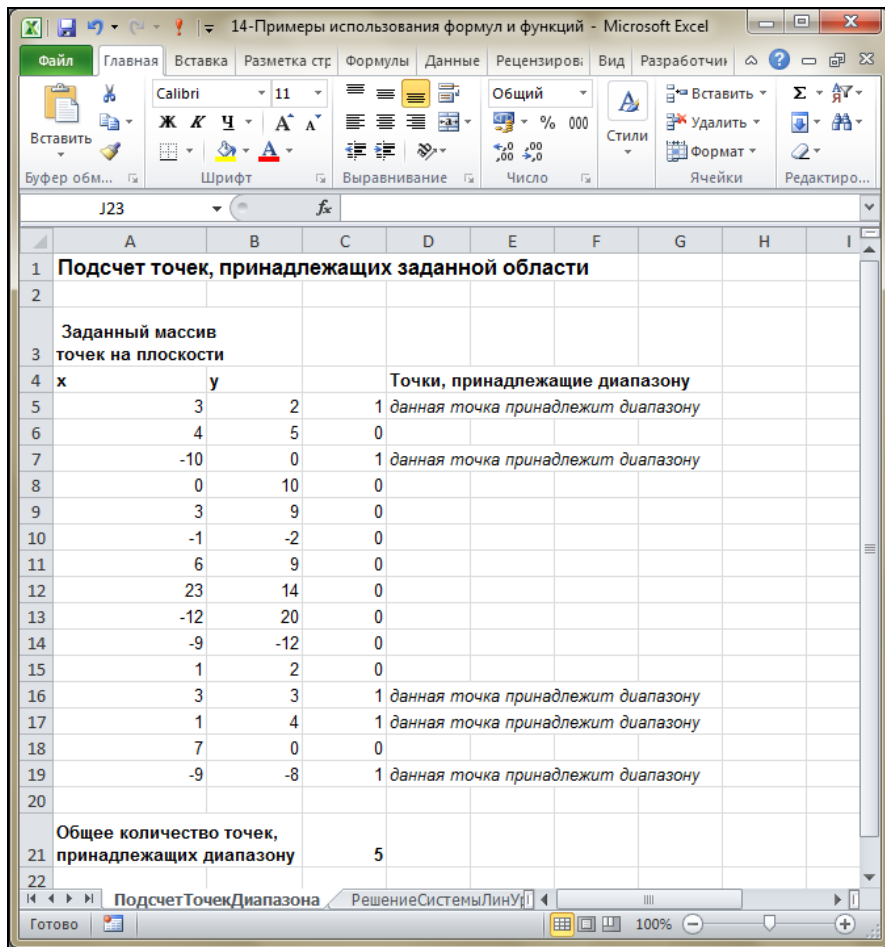 14-Примеры использования формул и функций - Microsoft Excel
Файл Главная Вставка Разметка стр Формулы Данные Рецензирова Вид Разработчик
Calibri 11 Общий Вставить Σ
Ж К Ч А А % 000 Удалить
Вставить Стили Формат
Буфер обм... Шрифт Выравнивание Число Ячейки Редактиро...
J23 fx
A B C D E F G H I
1 Подсчет точек, принадлежащих заданной области
2
Заданный массив
3 точек на плоскости
4 x y Точки, принадлежащие диапазону
5 3 2 1 данная точка принадлежит диапазону
6 4 5 0
7 -10 0 1 данная точка принадлежит диапазону
8 0 10 0
9 3 9 0
10 -1 -2 0
11 6 9 0
12 23 14 0
13 -12 20 0
14 -9 -12 0
15 1 2 0
16 3 3 1 данная точка принадлежит диапазону
17 1 4 1 данная точка принадлежит диапазону
18 7 0 0
19 -9 -8 1 данная точка принадлежит диапазону
20
Общее количество точек,
21 принадлежащих диапазону 5
22
ПодсчетТочекДиапазона РешениеСистемыЛинУр
Готово 100%